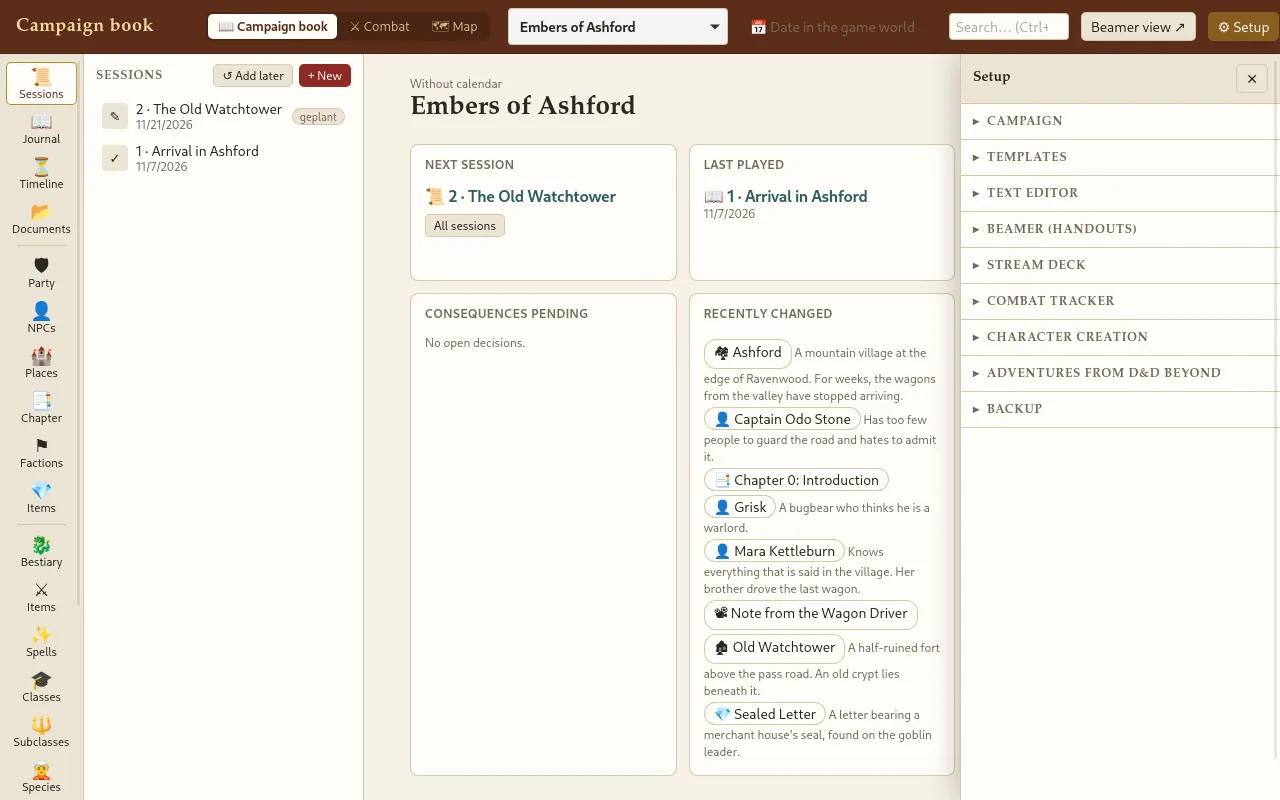 Campaign book
Campaign book
Combat
Map
Embers of Ashford
Date in the game world
Search… (Ctrl+
Beamer view ↗
Setup
Sessions
Journal
Timeline
Documents
Party
NPCs
Places
Chapter
Factions
Items
Bestiary
Items
Spells
Classes
Subclasses
Species
SESSIONS
↺ Add later
+ New
2 · The Old Watchtower
11/21/2026
geplant
1 · Arrival in Ashford
11/7/2026
Without calendar
Embers of Ashford
NEXT SESSION
2 · The Old Watchtower
All sessions
LAST PLAYED
1 · Arrival in Ashford
11/7/2026
CONSEQUENCES PENDING
No open decisions.
RECENTLY CHANGED
Ashford A mountain village at the
edge of Ravenwood. For weeks, the wagons
from the valley have stopped arriving.
Captain Odo Stone Has too few
people to guard the road and hates to admit
it.
Chapter 0: Introduction
Grisk A bugbear who thinks he is a
warlord.
Mara Kettleburn Knows
everything that is said in the village. Her
brother drove the last wagon.
Note from the Wagon Driver
Old Watchtower A half-ruined fort
above the pass road. An old crypt lies
beneath it.
Sealed Letter A letter bearing a
merchant house's seal, found on the goblin
leader.
Setup
CAMPAIGN
TEMPLATES
TEXT EDITOR
BEAMER (HANDOUTS)
STREAM DECK
COMBAT TRACKER
CHARACTER CREATION
ADVENTURES FROM D&D BEYOND
BACKUP